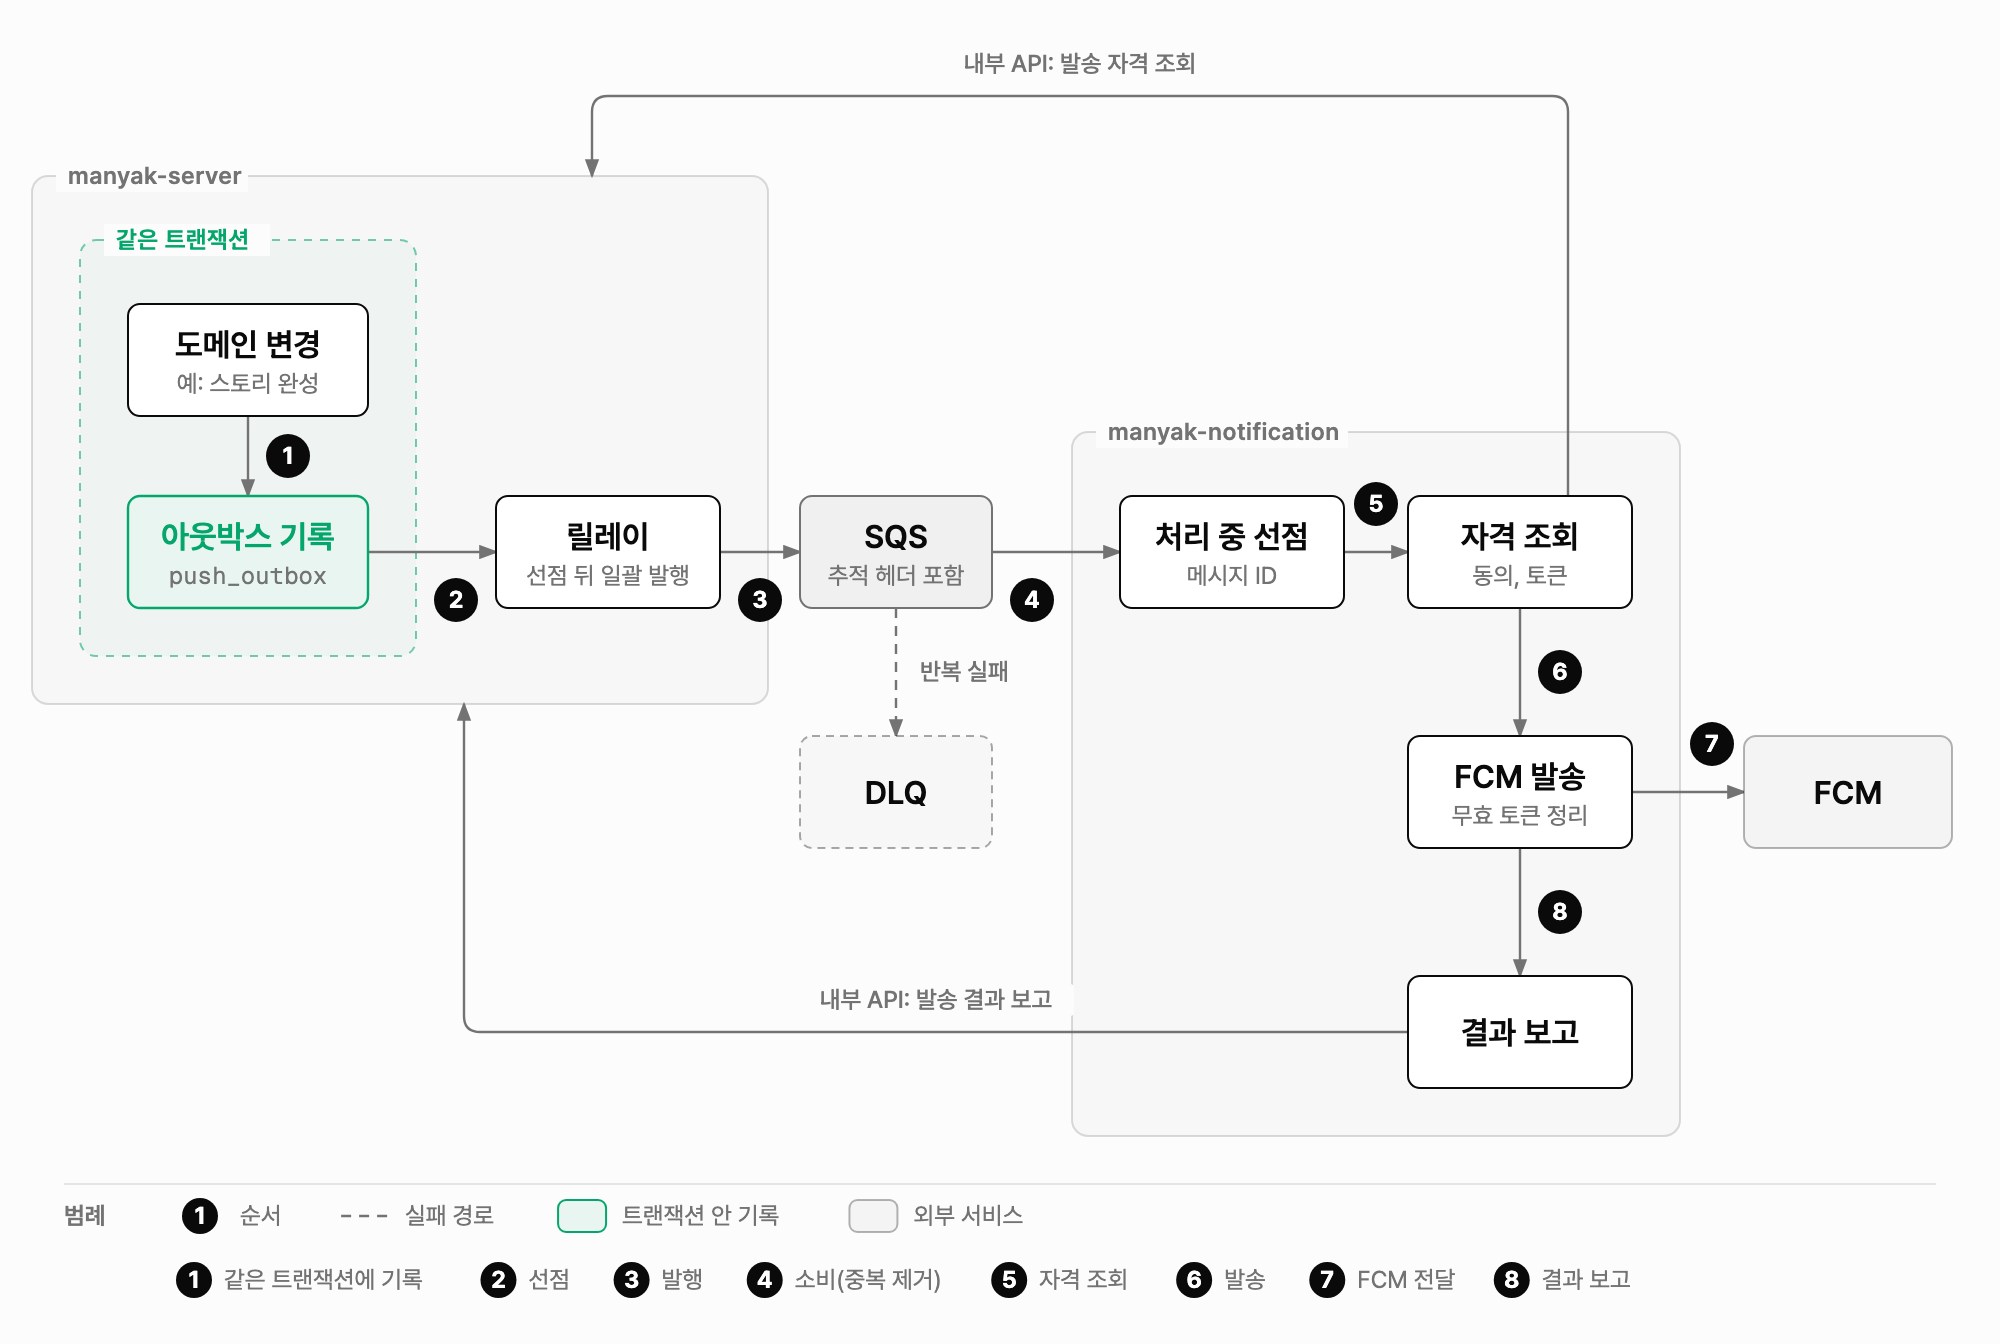 내부 API: 발송 자격 조회
manyak-server
같은 트랜잭션
도메인 변경
예: 스토리 완성
1
아웃박스 기록
push_outbox
2
릴레이
선점 뒤 일괄 발행
3
SQS
추적 헤더 포함
4
반복 실패
DLQ
manyak-notification
처리 중 선점
메시지 ID
5
자격 조회
동의, 토큰
6
FCM 발송
무효 토큰 정리
7
FCM
8
결과 보고
내부 API: 발송 결과 보고
범례 1 순서 실패 경로 트랜잭션 안 기록 외부 서비스
1 같은 트랜잭션에 기록 2 선점 3 발행 4 소비(중복 제거) 5 자격 조회 6 발송 7 FCM 전달 8 결과 보고